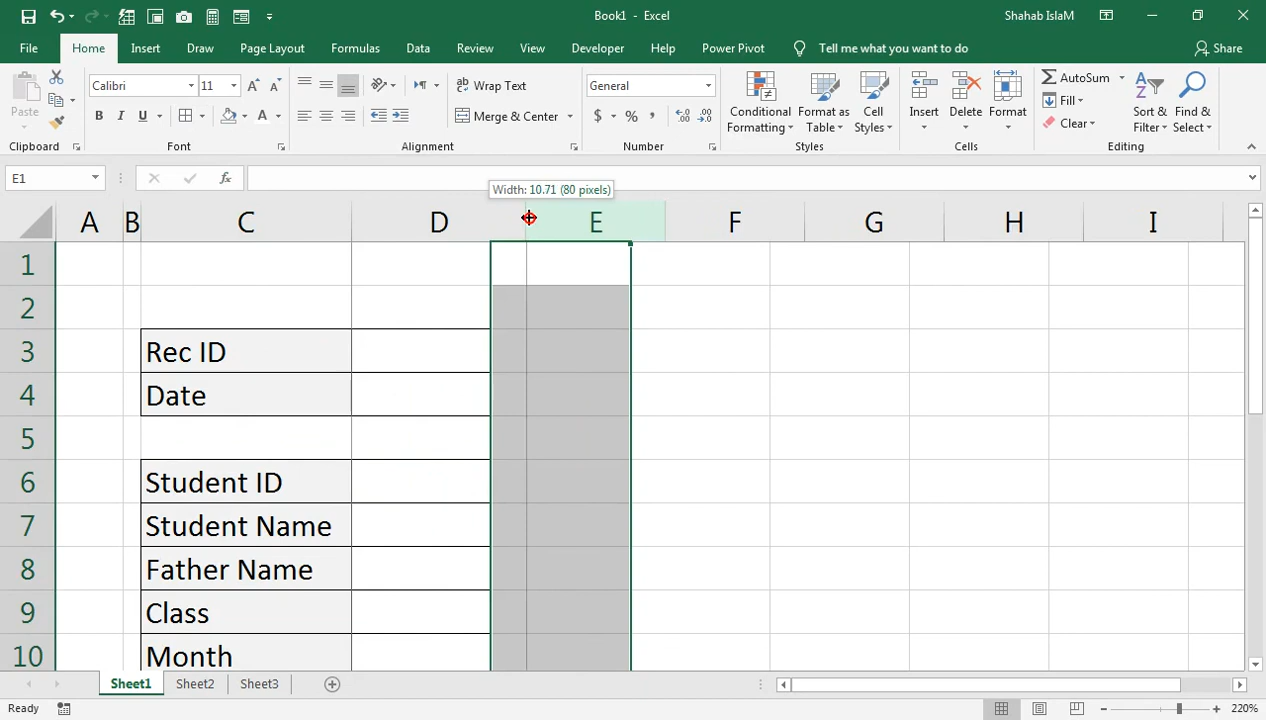 Book1 - Excel
Shahab IslaM
File Home Insert Draw Page Layout Formulas Data Review View Developer Help Power Pivot Tell me what you want to do Share
Paste
Calibri 11
B I U A
Wrap Text
Merge & Center
General
$ % ,
Conditional Formatting
Format as Table
Cell Styles
Insert
Delete
Format
AutoSum
Fill
Clear
Sort & Filter
Find & Select
Clipboard Font Alignment Number Styles Cells Editing
E1 fx
Width: 10.71 (80 pixels)
A B C D E F G H I
1
2
3 Rec ID
4 Date
5
6 Student ID
7 Student Name
8 Father Name
9 Class
10 Month
Sheet1 Sheet2 Sheet3
Ready 220%